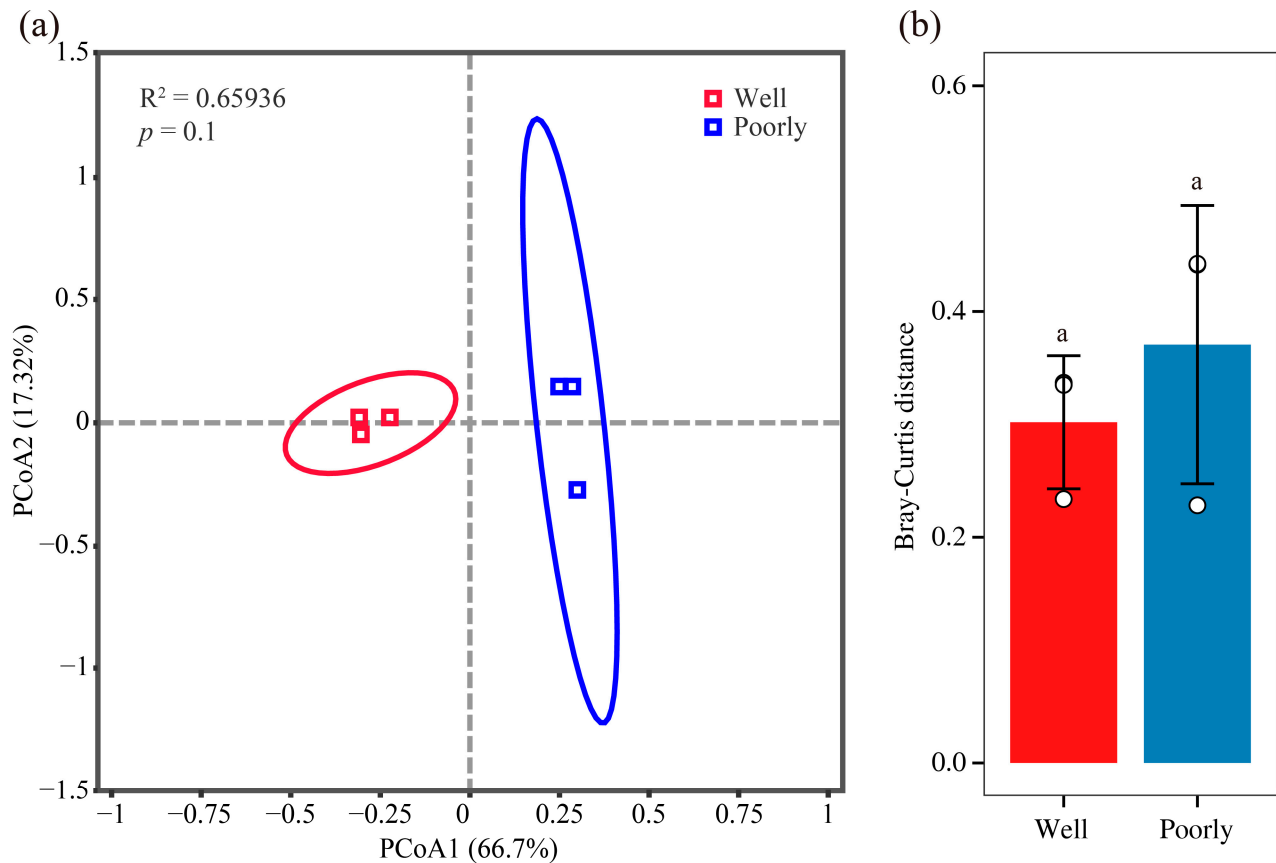 (a)
R² = 0.65936
p = 0.1
Well
Poorly
1.5
1
0.5
0
−0.5
−1
−1.5
PCoA2 (17.32%)
−1 −0.75 −0.5 −0.25 0 0.25 0.5 0.75 1
PCoA1 (66.7%)
(b)
0.6
0.4
0.2
0.0
Bray-Curtis distance
a
a
Well Poorly